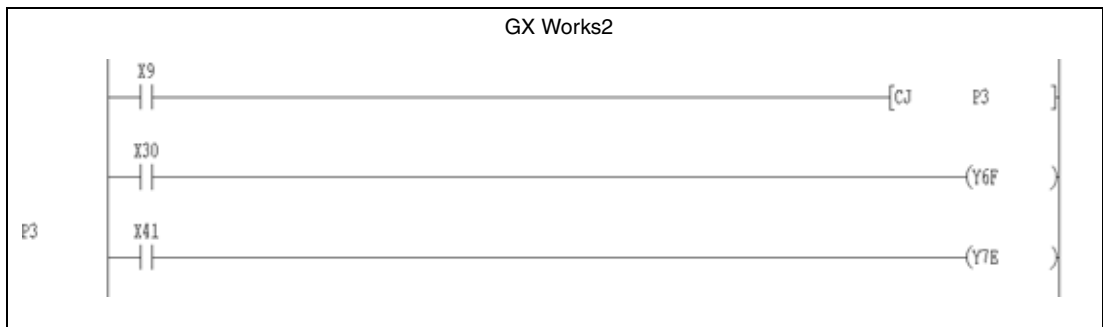 GX Works2
X9
[CJ P3 ]
X30
(Y6F )
P3 X41
(Y7E )